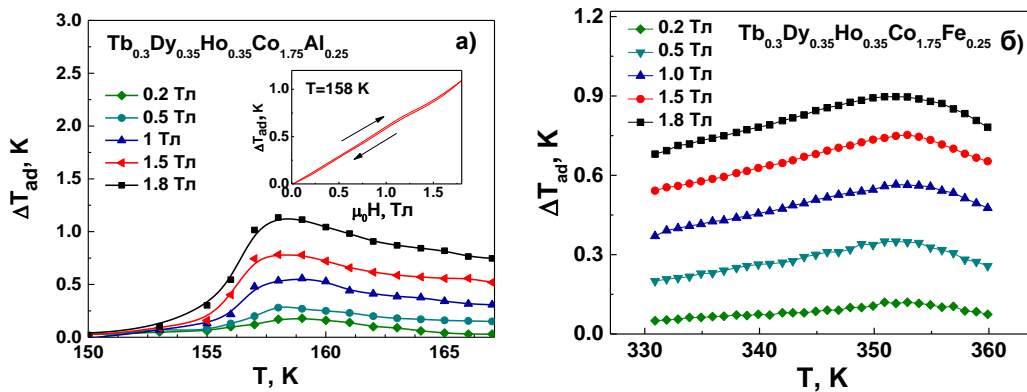 Tb0.3Dy0.35Ho0.35Co1.75Al0.25
а)
0.2 Тл
0.5 Тл
1 Тл
1.5 Тл
1.8 Тл
T=158 K
ΔTad, K
1.0
0.5
0.0
0.0 0.5 1.0 1.5
μ0H, Тл
ΔTad, K
3.0
2.5
2.0
1.5
1.0
0.5
0.0
150 155 160 165
T, K
Tb0.3Dy0.35Ho0.35Co1.75Fe0.25
б)
0.2 Тл
0.5 Тл
1.0 Тл
1.5 Тл
1.8 Тл
ΔTad, K
1.2
0.9
0.6
0.3
0.0
330 340 350 360
T, K